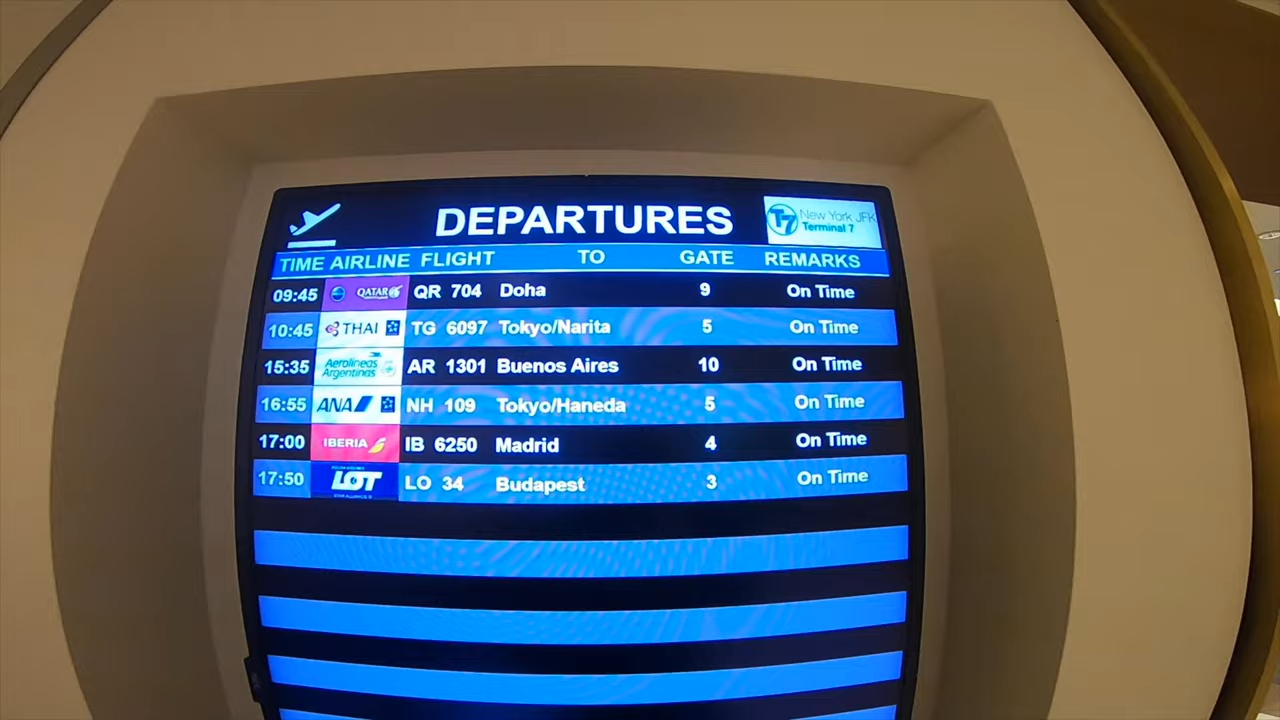 DEPARTURES
T7 New York JFK
Terminal 7
TIME AIRLINE FLIGHT TO GATE REMARKS
09:45 QATAR QR 704 Doha 9 On Time
10:45 THAI TG 6097 Tokyo/Narita 5 On Time
15:35 Aerolíneas Argentinas AR 1301 Buenos Aires 10 On Time
16:55 ANA NH 109 Tokyo/Haneda 5 On Time
17:00 IBERIA IB 6250 Madrid 4 On Time
17:50 LOT LO 34 Budapest 3 On Time